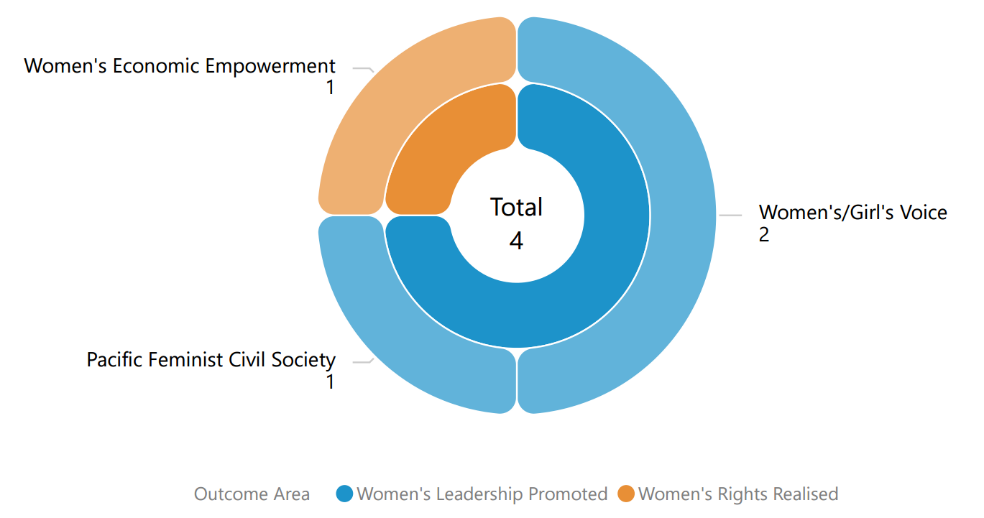 Women's Economic Empowerment
1
Women's/Girl's Voice
2
Total
4
Pacific Feminist Civil Society
1
Outcome Area Women's Leadership Promoted Women's Rights Realised